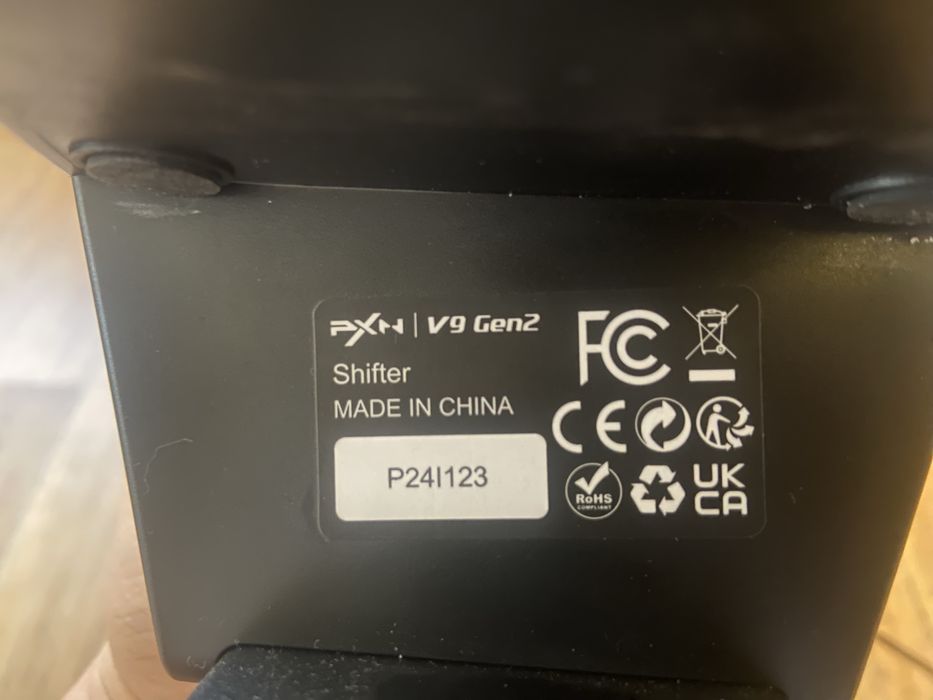 PXN | V9 Gen2
Shifter
MADE IN CHINA
P24I123
FC
CE
RoHS
COMPLIANT
UK
CA